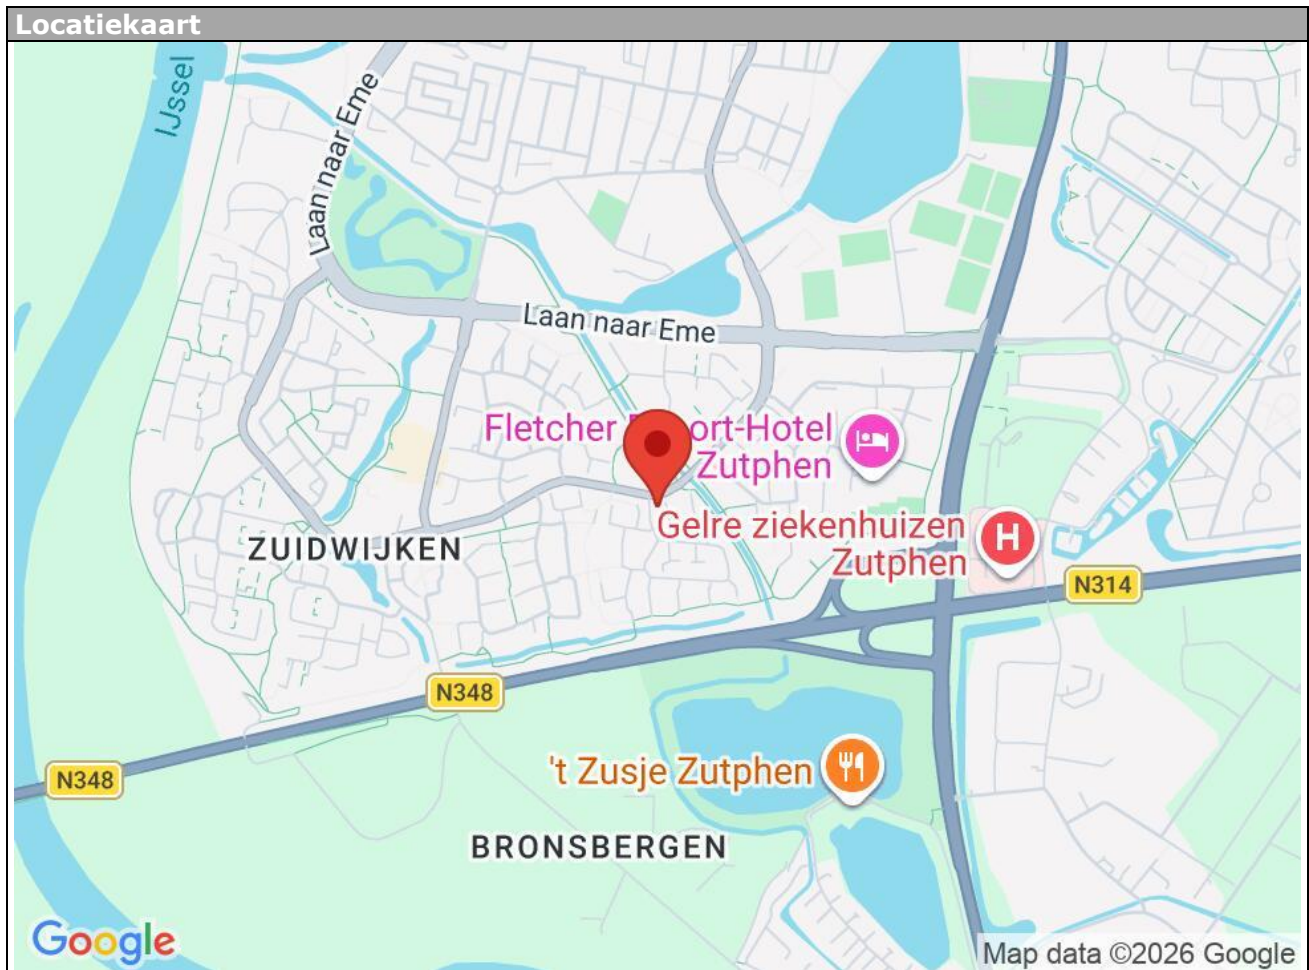 Locatiekaart
IJssel
Laan naar Eme
Laan naar Eme
Fletcher ort-Hotel
Zutphen
Gelre ziekenhuizen
Zutphen
H
ZUIDWIJKEN
N314
N348
't Zusje Zutphen
N348
BRONSBERGEN
Google
Map data ©2026 Google